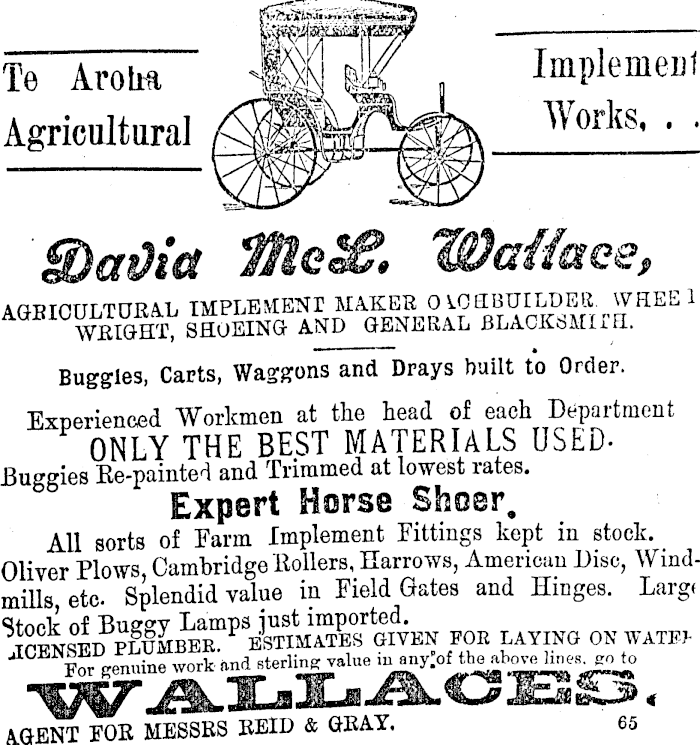 Te Aroha
Agricultural
Implement
Works. . .
David McL. Wallace,
AGRICULTURAL IMPLEMENT MAKER COACHBUILDER. WHEEL
WRIGHT, SHOEING AND GENERAL BLACKSMITH.
Buggies, Carts, Waggons and Drays built to Order.
Experienced Workmen at the head of each Department
ONLY THE BEST MATERIALS USED.
Buggies Re-painted and Trimmed at lowest rates.
Expert Horse Shoer.
All sorts of Farm Implement Fittings kept in stock.
Oliver Plows, Cambridge Rollers, Harrows, American Disc, Wind-
mills, etc. Splendid value in Field Gates and Hinges. Large
Stock of Buggy Lamps just imported.
LICENSED PLUMBER. ESTIMATES GIVEN FOR LAYING ON WATER
For genuine work and sterling value in any of the above lines, go to
WALLACES.
AGENT FOR MESSRS REID & GRAY.
65